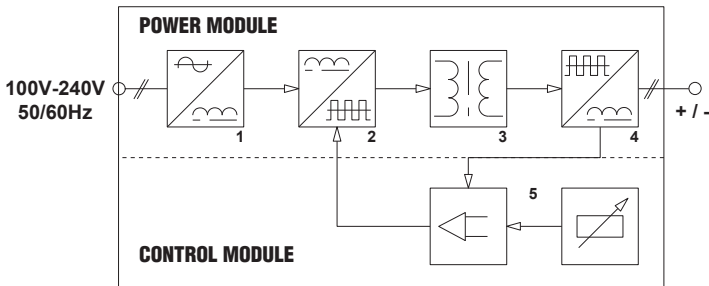 POWER MODULE
100V-240V
50/60Hz
1
2
3
4
+ / -
5
CONTROL MODULE